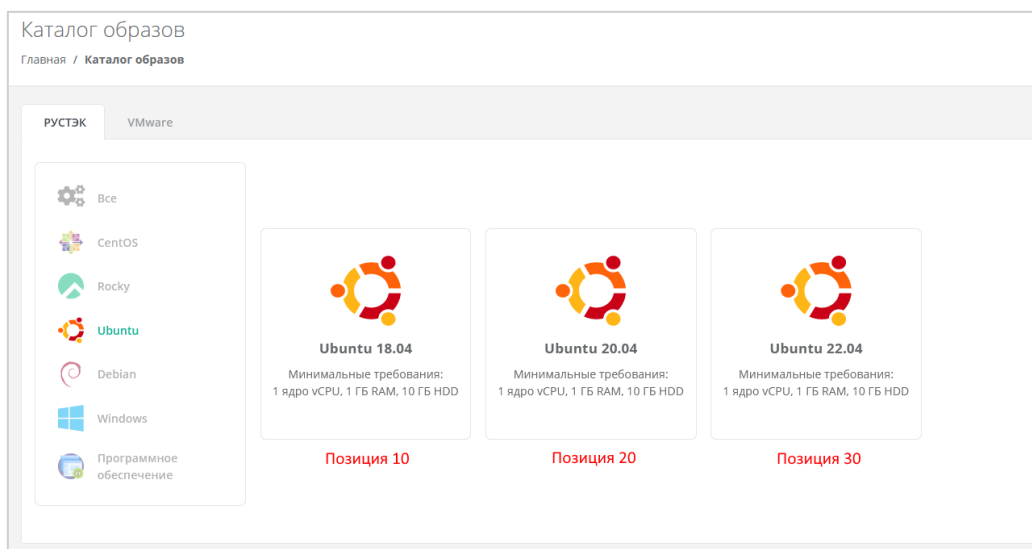 Каталог образов
Главная / Каталог образов
РУСТЭК
VMware
Все
CentOS
Rocky
Ubuntu
Debian
Windows
Программное
обеспечение
Ubuntu 18.04
Минимальные требования:
1 ядро vCPU, 1 ГБ RAM, 10 ГБ HDD
Позиция 10
Ubuntu 20.04
Минимальные требования:
1 ядро vCPU, 1 ГБ RAM, 10 ГБ HDD
Позиция 20
Ubuntu 22.04
Минимальные требования:
1 ядро vCPU, 1 ГБ RAM, 10 ГБ HDD
Позиция 30